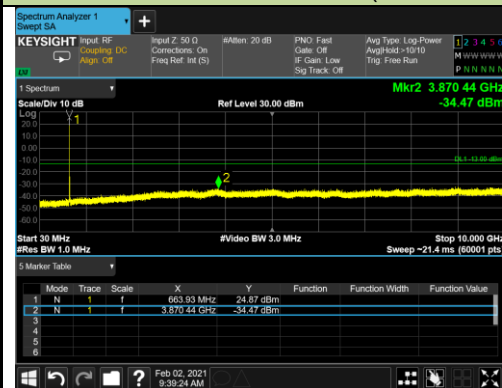 Spectrum Analyzer 1
Swept SA
KEYSIGHT Input: RF Input Z: 50 Ω #Atten: 20 dB PNO: Fast Avg Type: Log-Power 1 2 3 4 5 6
Coupling: DC Corrections: On Gate: Off Avg|Hold:>10/10
Align: Off Freq Ref: Int (S) IF Gain: Low Trig: Free Run
Sig Track: Off
LXI
1 Spectrum Mkr2 3.870 44 GHz
Scale/Div 10 dB Ref Level 30.00 dBm -34.47 dBm
Log
20.0
10.0
0.00
-10.0 DL1 -13.00 dBm
-20.0
-30.0
-40.0
-50.0
-60.0
1
2
Start 30 MHz #Video BW 3.0 MHz Stop 10.000 GHz
#Res BW 1.0 MHz Sweep ~21.4 ms (60001 pts)
5 Marker Table
Mode Trace Scale X Y Function Function Width Function Value
1 N 1 f 663.93 MHz 24.87 dBm
2 N 1 f 3.870 44 GHz -34.47 dBm
3
4
5
6
Feb 02, 2021
9:39:24 AM